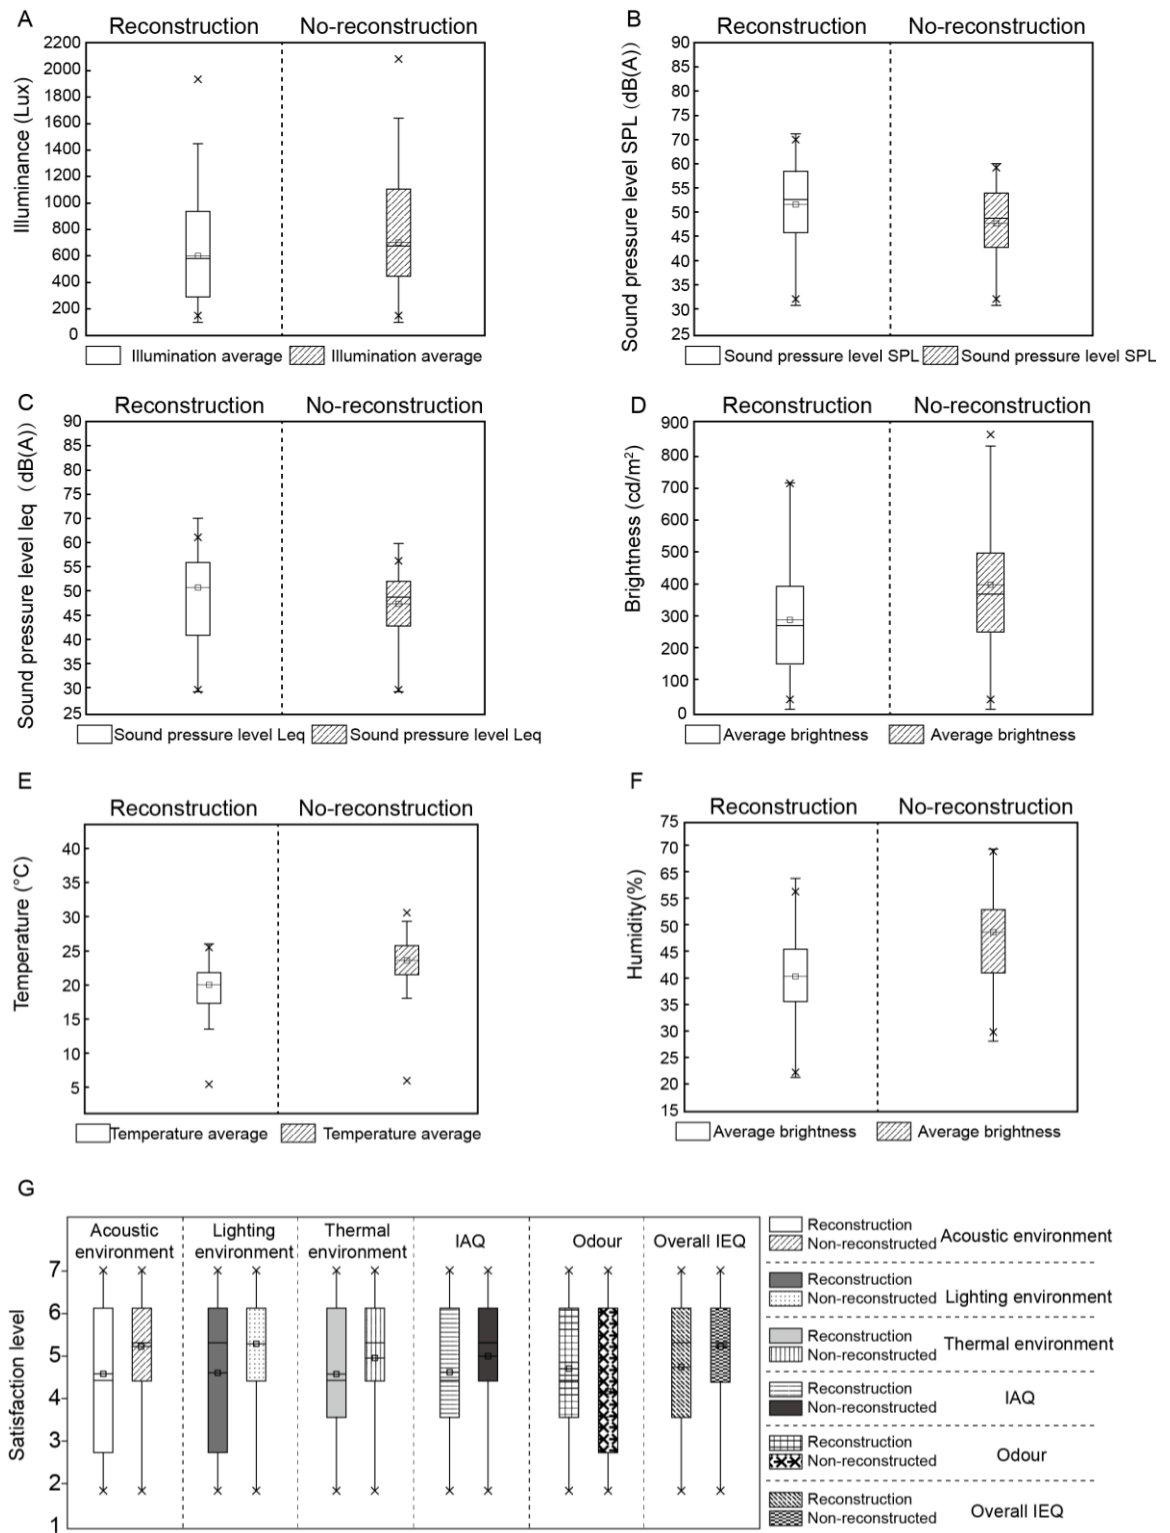 A
Reconstruction
No-reconstruction
Illuminance (Lux)
2200
2000
1800
1600
1400
1200
1000
800
600
400
200
0
Illumination average
Illumination average
B
Reconstruction
No-reconstruction
Sound pressure level SPL (dB(A))
90
85
80
75
70
60
55
50
45
40
35
30
25
Sound pressure level SPL
Sound pressure level SPL
C
Reconstruction
No-reconstruction
Sound pressure level leq (dB(A))
90
85
80
75
70
65
60
55
50
45
40
35
30
25
Sound pressure level Leq
Sound pressure level Leq
D
Reconstruction
No-reconstruction
Brightness (cd/m²)
900
800
700
600
500
400
300
200
100
0
Average brightness
Average brightness
E
Reconstruction
No-reconstruction
Temperature (°C)
40
35
30
25
20
15
10
5
Temperature average
Temperature average
F
Reconstruction
No-reconstruction
Humidity(%)
75
70
65
55
50
45
40
35
30
25
20
15
Average brightness
Average brightness
G
Acoustic
environment
Lighting
environment
Thermal
environment
IAQ
Odour
Overall IEQ
Satisfaction level
7
6
5
4
3
2
1
Reconstruction
Non-reconstructed
Acoustic environment
Reconstruction
Non-reconstructed
Lighting environment
Reconstruction
Non-reconstructed
Thermal environment
Reconstruction
Non-reconstructed
IAQ
Reconstruction
Non-reconstructed
Odour
Reconstruction
Non-reconstructed
Overall IEQ